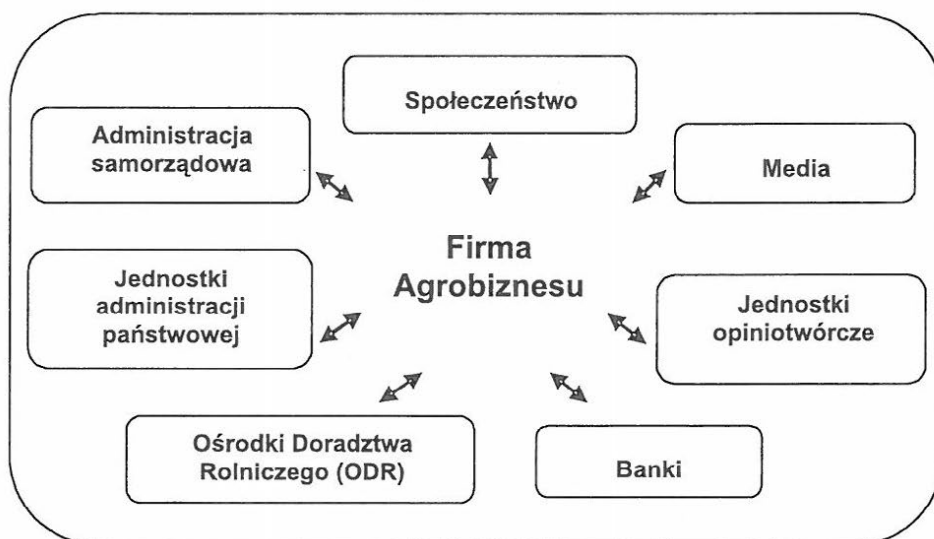 Społeczeństwo
Administracja
samorządowa
Media
Firma
Agrobiznesu
Jednostki
administracji
państwowej
Jednostki
opiniotwórcze
Ośrodki Doradztwa
Rolniczego (ODR)
Banki